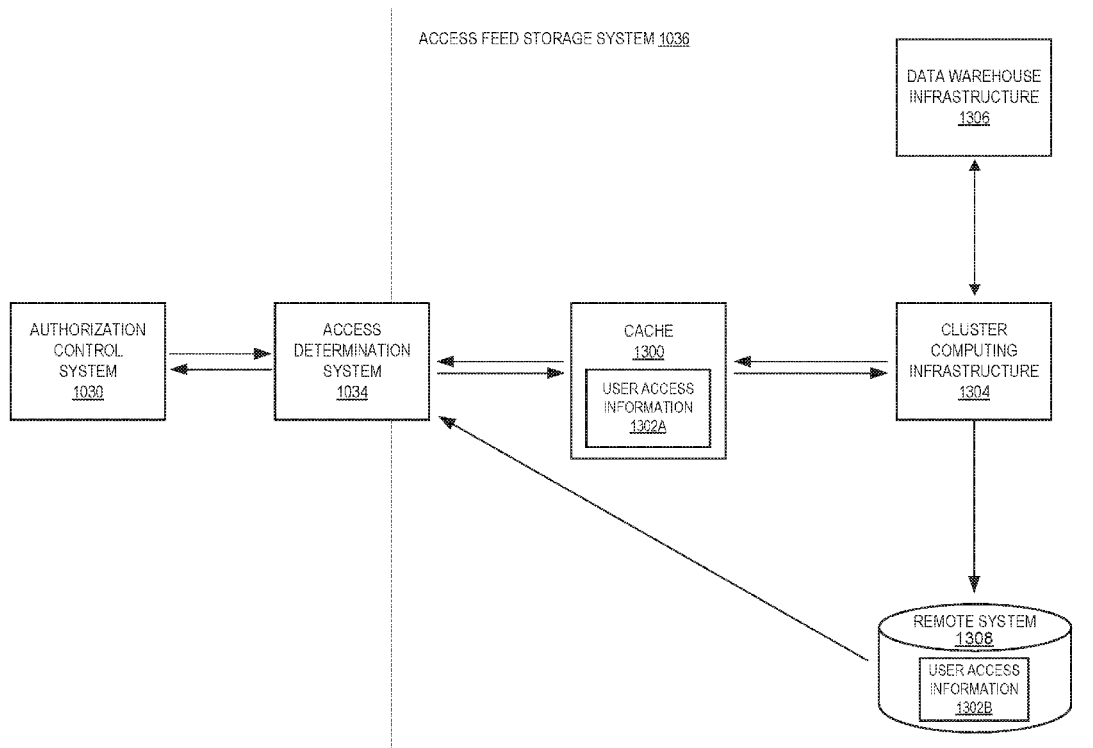 ACCESS FEED STORAGE SYSTEM 1036
DATA WAREHOUSE
INFRASTRUCTURE
1306
AUTHORIZATION
CONTROL
SYSTEM
1030
ACCESS
DETERMINATION
SYSTEM
1034
CACHE
1300
USER ACCESS
INFORMATION
1302A
CLUSTER
COMPUTING
INFRASTRUCTURE
1304
REMOTE SYSTEM
1308
USER ACCESS
INFORMATION
1302B